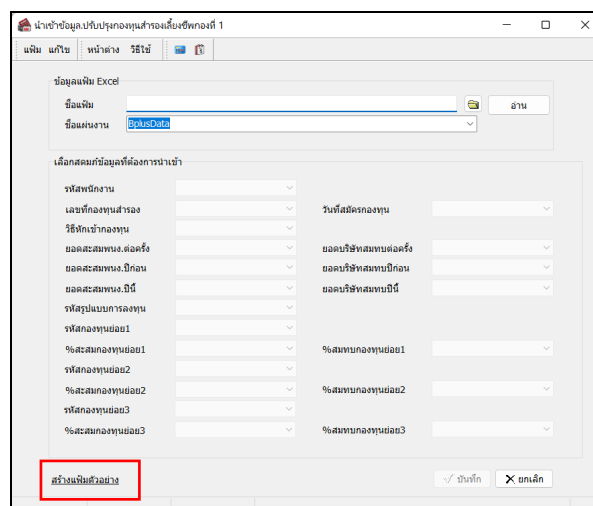 นำเข้าข้อมูล.ปรับปรุงกองทุนสำรองเลี้ยงชีพกองที่ 1
แฟ้ม แก้ไข หน้าต่าง วิธีใช้
ข้อมูลแฟ้ม Excel
ชื่อแฟ้ม อ่าน
ชื่อแผ่นงาน BplusData
เลือกสดมภ์ข้อมูลที่ต้องการนำเข้า
รหัสพนักงาน
เลขที่กองทุนสำรอง วันที่สมัครกองทุน
วิธีหักเข้ากองทุน
ยอดสะสมพนง.ต่อครั้ง ยอดบริษัทสมทบต่อครั้ง
ยอดสะสมพนง.ปีก่อน ยอดบริษัทสมทบปีก่อน
ยอดสะสมพนง.ปีนี้ ยอดบริษัทสมทบปีนี้
รหัสรูปแบบการลงทุน
รหัสกองทุนย่อย1
%สะสมกองทุนย่อย1 %สมทบกองทุนย่อย1
รหัสกองทุนย่อย2
%สะสมกองทุนย่อย2 %สมทบกองทุนย่อย2
รหัสกองทุนย่อย3
%สะสมกองทุนย่อย3 %สมทบกองทุนย่อย3
สร้างแฟ้มตัวอย่าง บันทึก ยกเลิก